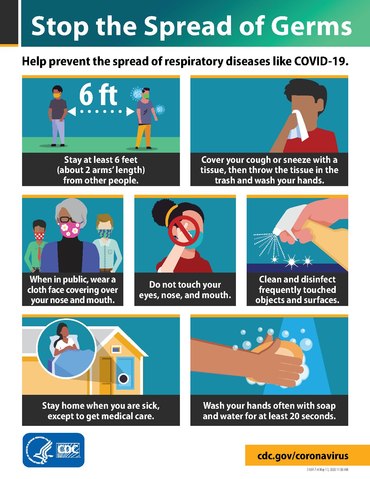 Stop the Spread of Germs
Help prevent the spread of respiratory diseases like COVID-19.
6 ft
Stay at least 6 feet
(about 2 arms’ length)
from other people.
Cover your cough or sneeze with a
tissue, then throw the tissue in the
trash and wash your hands.
When in public, wear a
cloth face covering over
your nose and mouth.
Do not touch your
eyes, nose, and mouth.
Clean and disinfect
frequently touched
objects and surfaces.
Stay home when you are sick,
except to get medical care.
Wash your hands often with soap
and water for at least 20 seconds.
CDC
cdc.gov/coronavirus